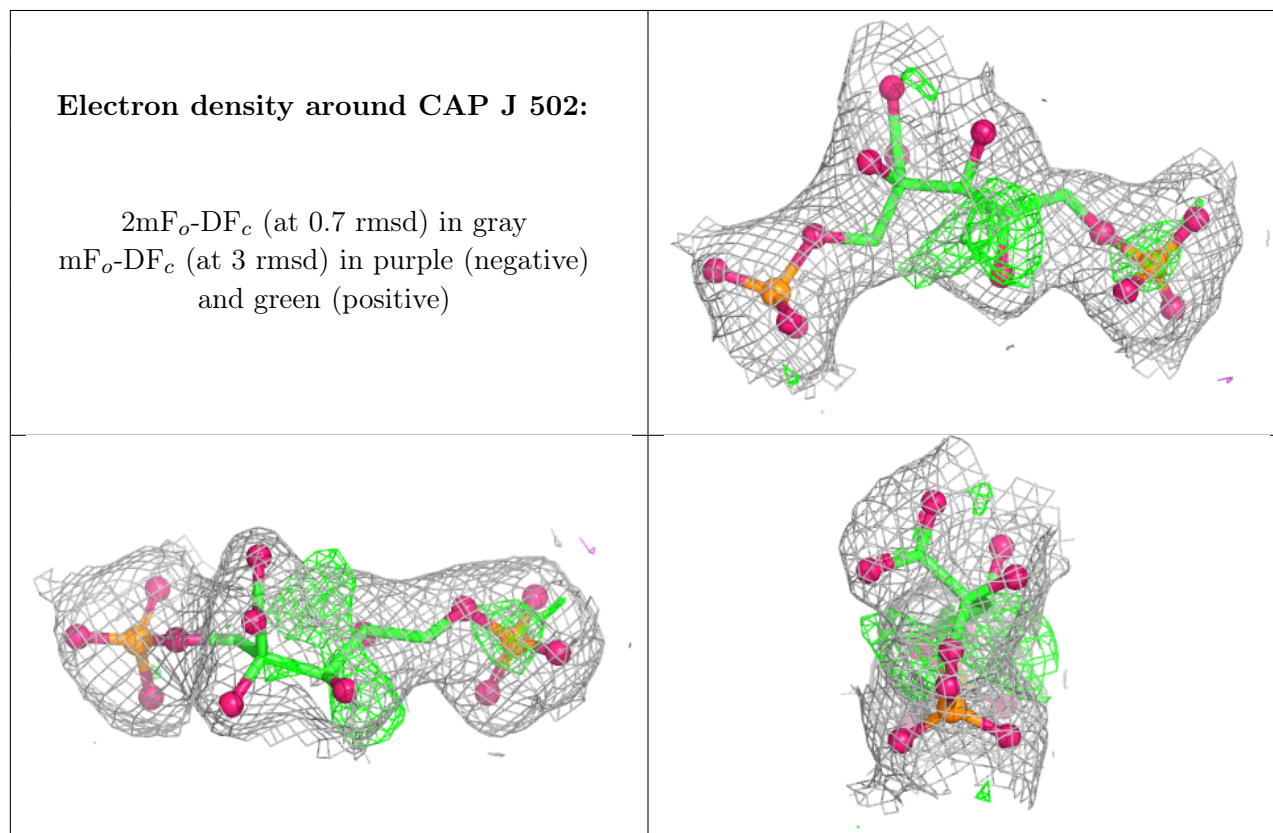 Electron density around CAP J 502:
2mFo-DFc (at 0.7 rmsd) in gray
mFo-DFc (at 3 rmsd) in purple (negative)
and green (positive)